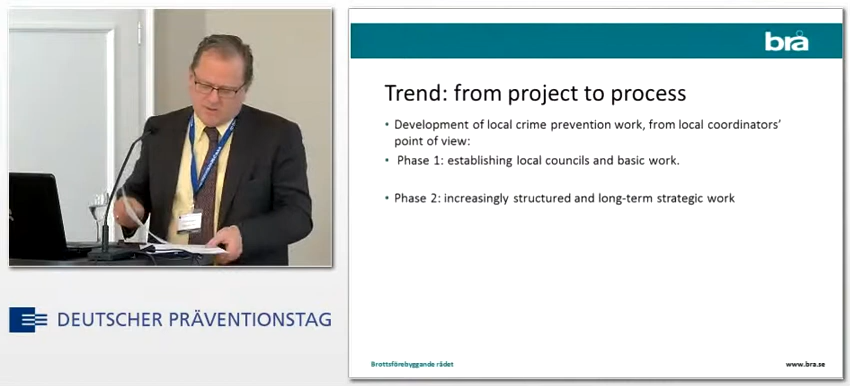 brå
Trend: from project to process
• Development of local crime prevention work, from local coordinators’
point of view:
• Phase 1: establishing local councils and basic work.
• Phase 2: increasingly structured and long-term strategic work
DEUTSCHER PRÄVENTIONSTAG
Brottsförebyggande rådet
www.bra.se